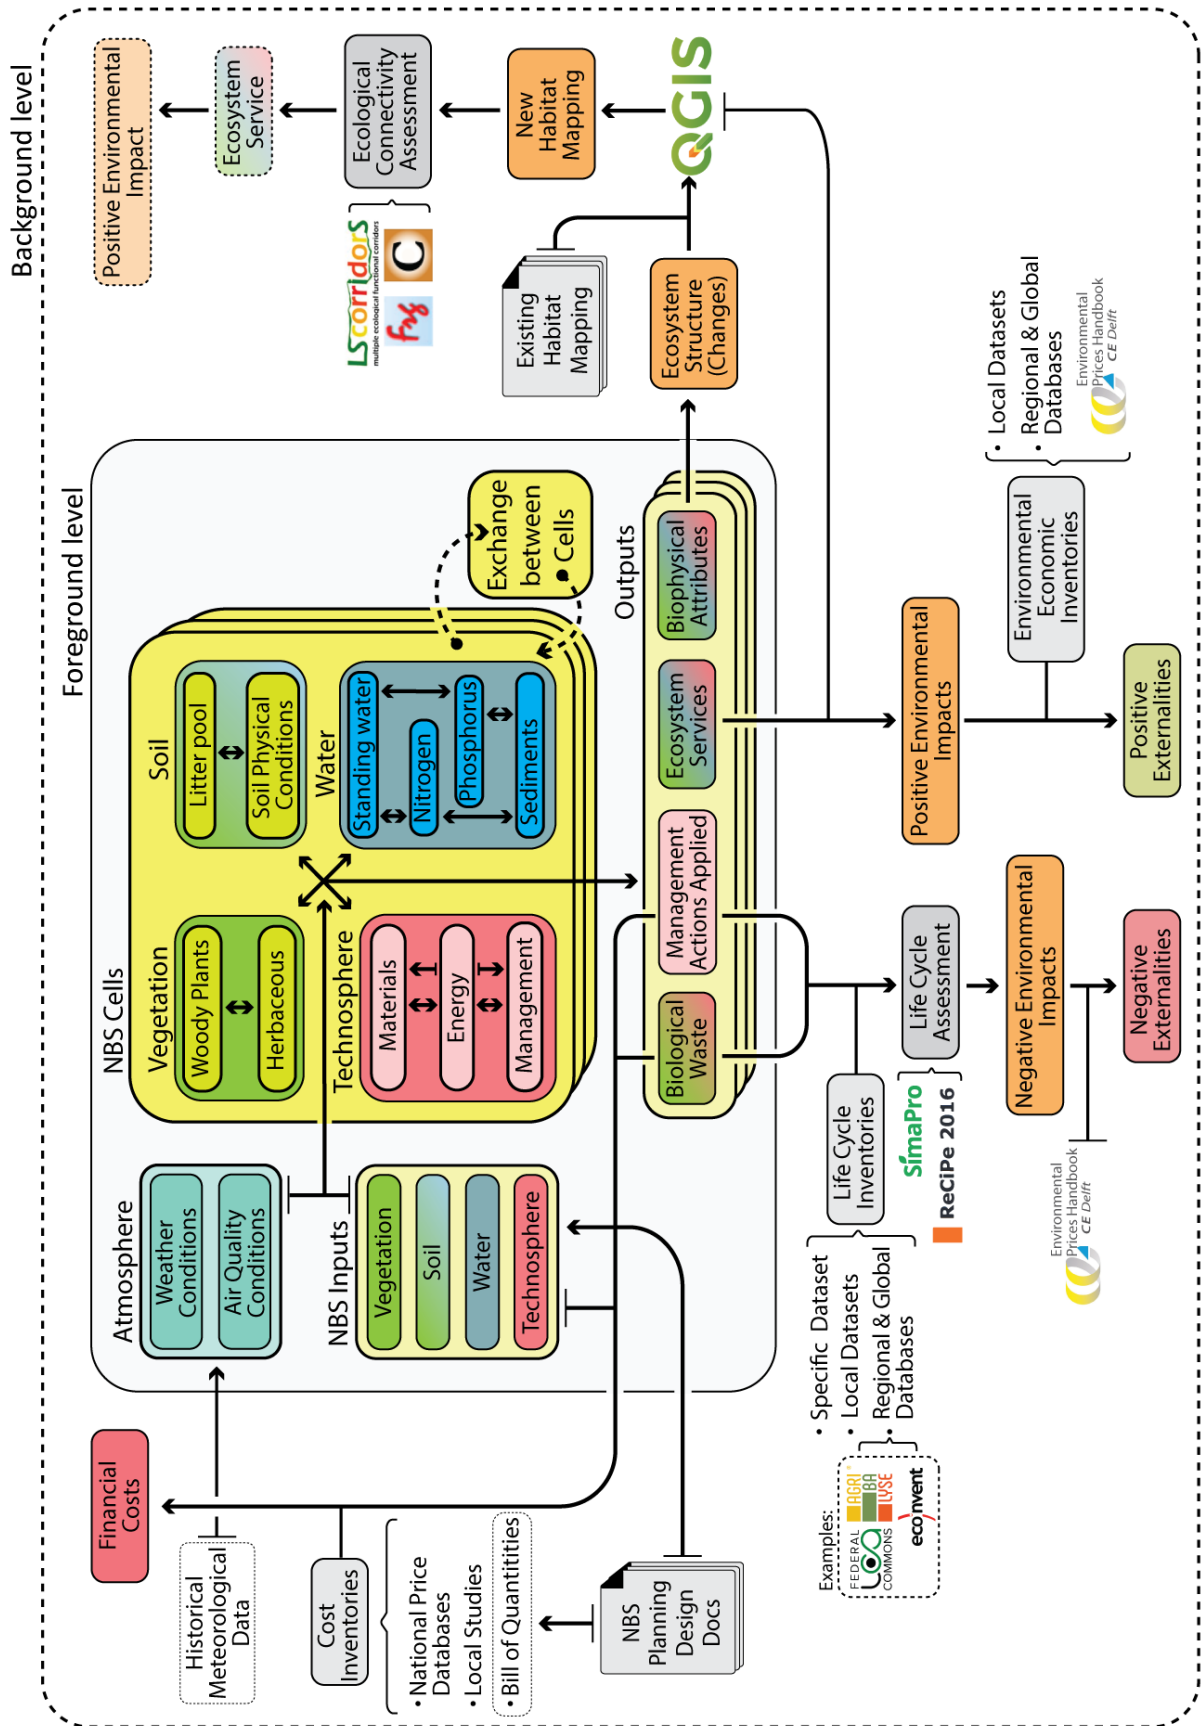 Background level
Foreground level
Financial
Costs
Historical
Meteorological
Data
Cost
Inventories
• National Price
Databases
• Local Studies
• Bill of Quantitities
NBS
Planning
Design
Docs
Atmosphere
Weather
Conditions
Air Quality
Conditions
NBS Inputs
Vegetation
Soil
Water
Technosphere
NBS Cells
Vegetation
Woody Plants
Herbaceous
Soil
Litter pool
Soil Physical
Conditions
Technosphere
Materials
Energy
Management
Water
Standing water
Nitrogen
Phosphorus
Sediments
Exchange
between
Cells
Outputs
Biological
Waste
Management
Actions Applied
Ecosystem
Services
Biophysical
Attributes
Positive Environmental
Impact
Ecosystem
Service
Ecological
Connectivity
Assessment
LScorridorS
multiple ecological functional corridors
C
New
Habitat
Mapping
QGIS
Existing
Habitat
Mapping
Ecosystem
Structure
(Changes)
• Specific Dataset
• Local Datasets
• Regional & Global
Databases
Examples:
FEDERAL
LCA
COMMONS
AGRI
BA
LYSE
ecoinvent
Life Cycle
Inventories
SimaPro
ReCiPe 2016
Life Cycle
Assessment
Negative Environmental
Impacts
Environmental
Prices Handbook
CE Delft
Negative
Externalities
Positive Environmental
Impacts
Environmental
Economic
Inventories
• Local Datasets
• Regional & Global
Databases
Environmental
Prices Handbook
CE Delft
Positive
Externalities